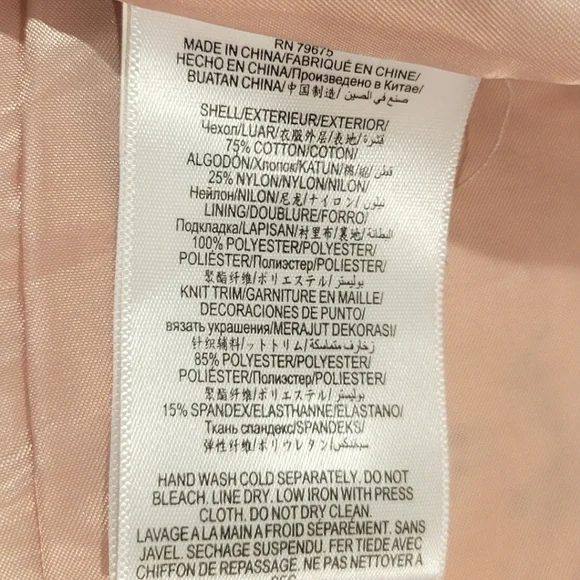 RN 79675
MADE IN CHINA/FABRIQUÉ EN CHINE/
HECHO EN CHINA/Произведено в Китае/
BUATAN CHINA/中国制造/ صنع في الصين
SHELL/EXTERIEUR/EXTERIOR/
Чехол/LUAR/衣服外层/表地/قشرة/
75% COTTON/COTON/
ALGODÓN/Хлопок/KATUN/棉/綿/قطن
25% NYLON/NYLON/NILON/
Нейлон/NILON/尼龙/ナイロン/نيلون
LINING/DOUBLURE/FORRO/
Подкладка/LAPISAN/衬里布/裏地/البطانة
100% POLYESTER/POLYESTER/
POLIÉSTER/Полиэстер/POLIESTER/
聚酯纤维/ポリエステル/بوليستر
KNIT TRIM/GARNITURE EN MAILLE/
DECORACIONES DE PUNTO/
вязать украшения/MERAJUT DEKORASI/
针织辅料/ニットトリム/زخارف متماسكة
85% POLYESTER/POLYESTER/
POLIÉSTER/Полиэстер/POLIESTER/
聚酯纤维/ポリエステル/بوليستر
15% SPANDEX/ELASTHANNE/ELASTANO/
Ткань спандекс/SPANDEKS/
弹性纤维/ポリウレタン/سباندكس
HAND WASH COLD SEPARATELY. DO NOT
BLEACH. LINE DRY. LOW IRON WITH PRESS
CLOTH. DO NOT DRY CLEAN.
LAVAGE A LA MAIN A FROID SÉPARÉMENT. SANS
JAVEL. SECHAGE SUSPENDU. FER TIEDE AVEC
CHIFFON DE REPASSAGE. NE PAS NETTOYER A